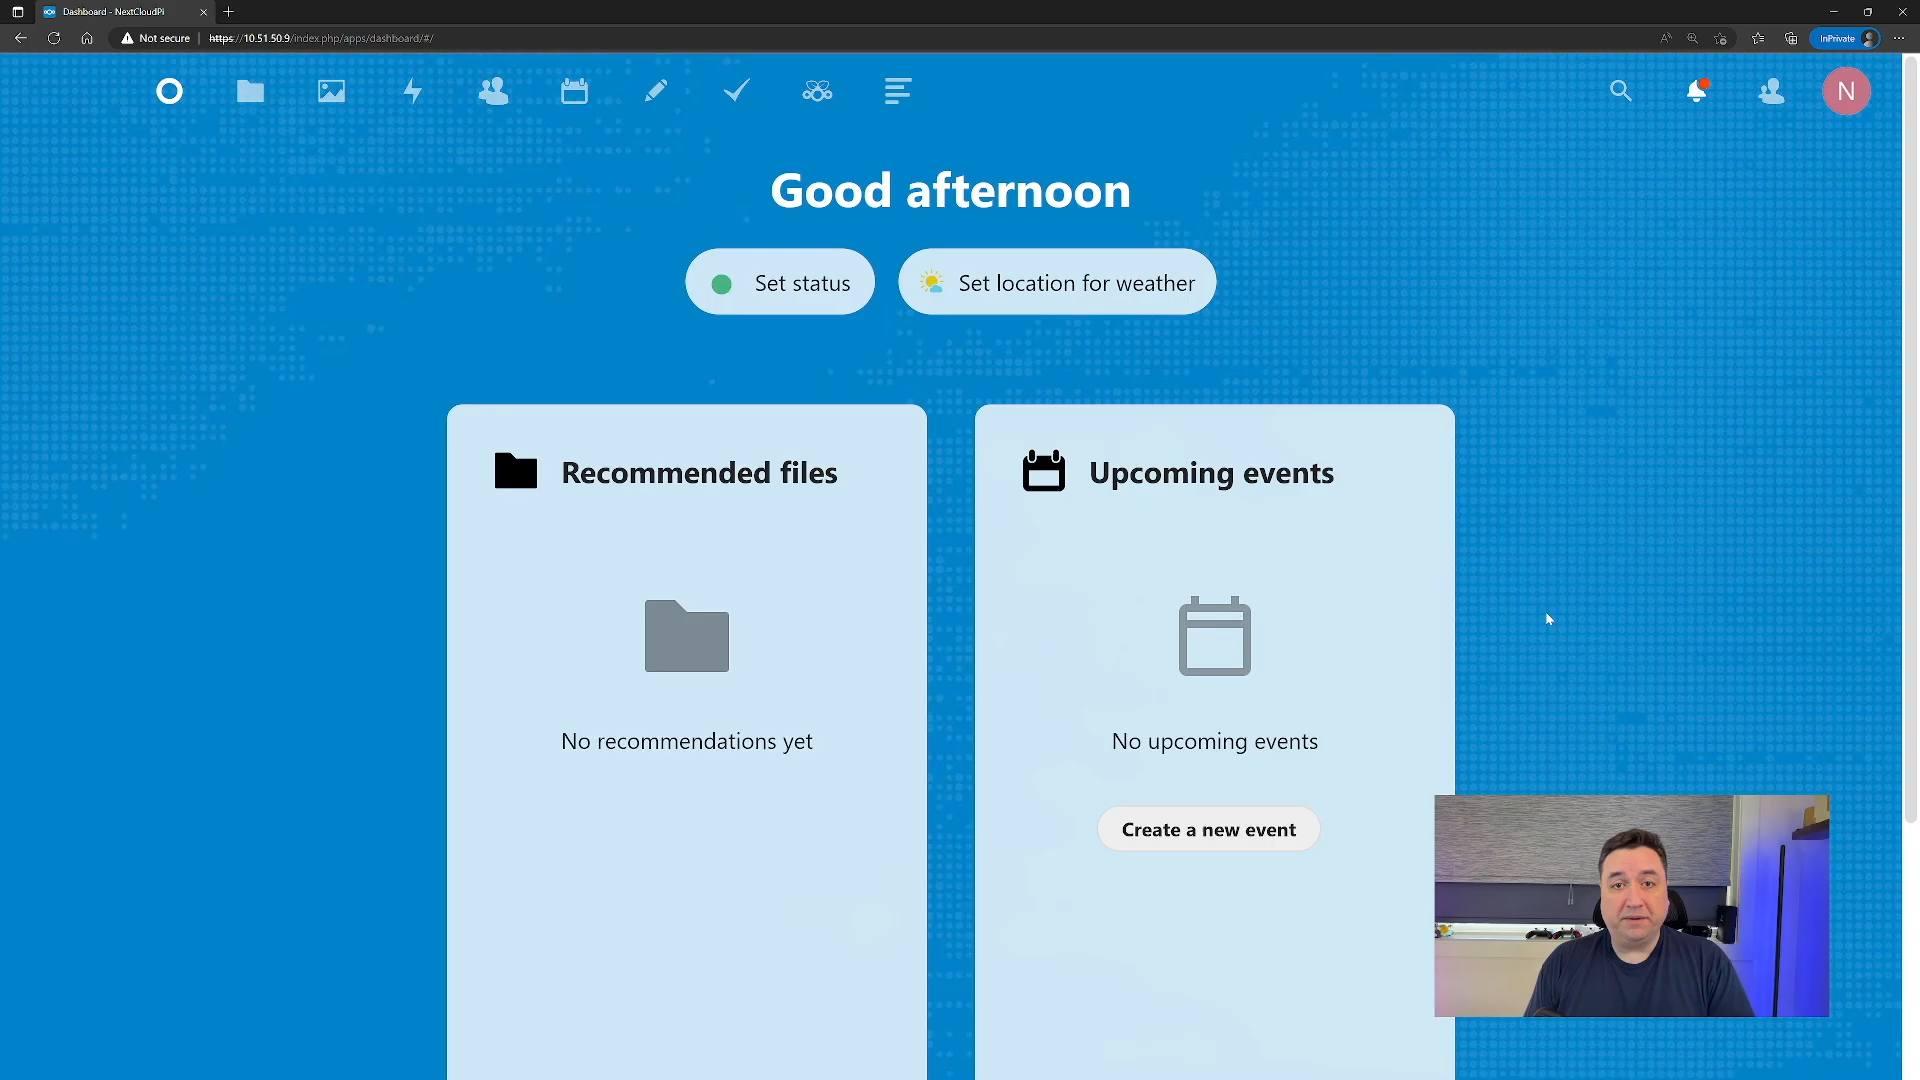 Dashboard - NextCloudPi
Not secure
https://10.51.50.9/index.php/apps/dashboard/#/
InPrivate
N
Good afternoon
Set status
Set location for weather
Recommended files
No recommendations yet
Upcoming events
No upcoming events
Create a new event